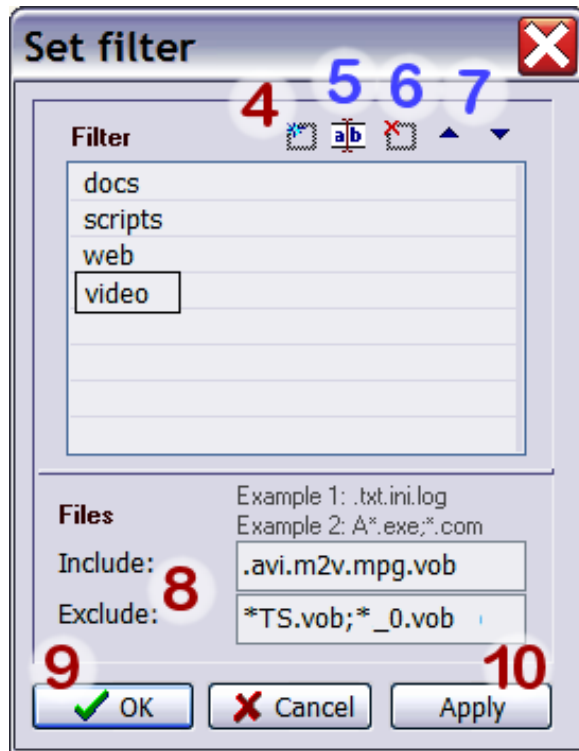 Set filter
4 5 6 7
Filter ab
docs
scripts
web
video
Example 1: .txt.ini.log
Files
Example 2: A*.exe;*.com
Include: .avi.m2v.mpg.vob
8
Exclude: *TS.vob;*_0.vob
9 10
OK Cancel Apply